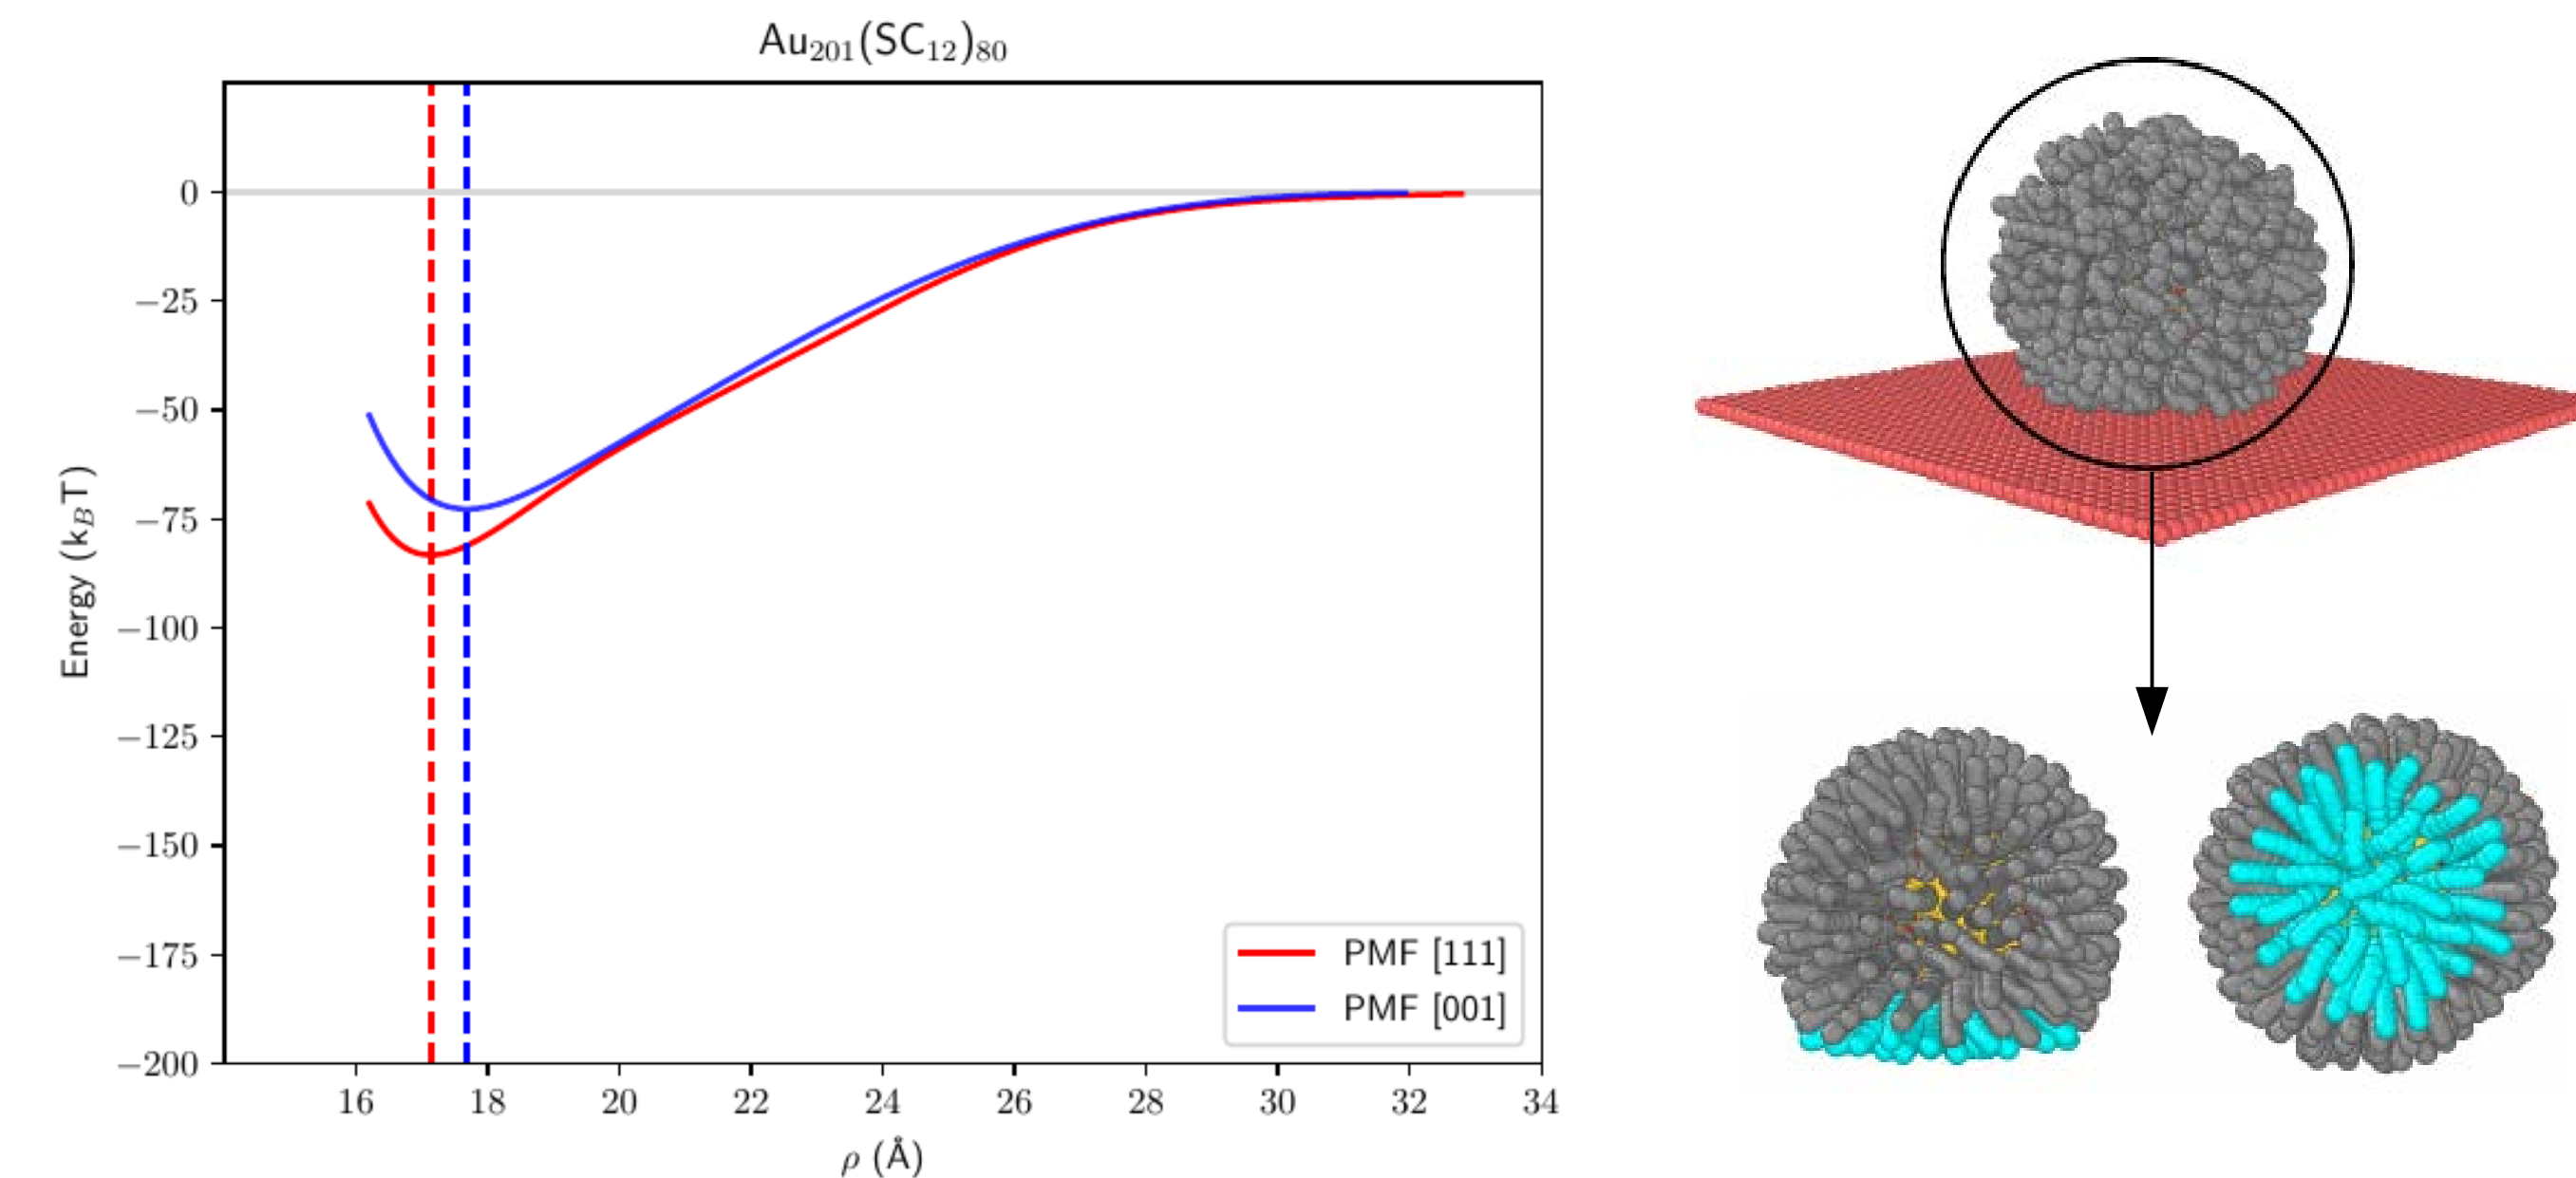 Au₂₀₁(SC₁₂)₈₀
Energy (k_BT)
0
−25
−50
−75
−100
−125
−150
−175
−200
PMF [111]
PMF [001]
16 18 20 22 24 26 28 30 32 34
ρ (Å)